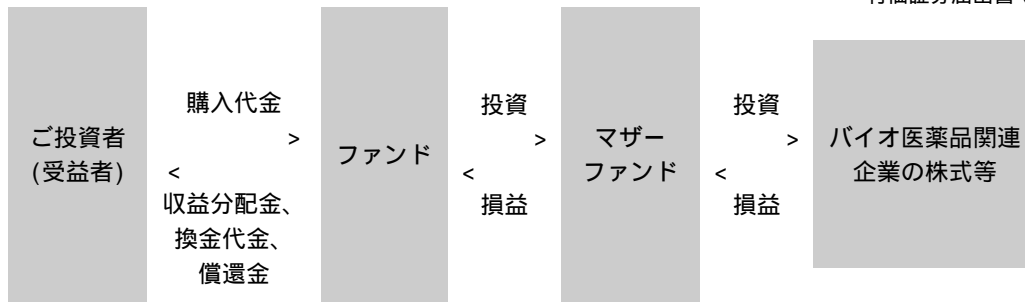 ご投資者
(受益者)
購入代金
>
<
収益分配金、
換金代金、
償還金
ファンド
投資
>
<
損益
マザー
ファンド
投資
>
<
損益
バイオ医薬品関連
企業の株式等